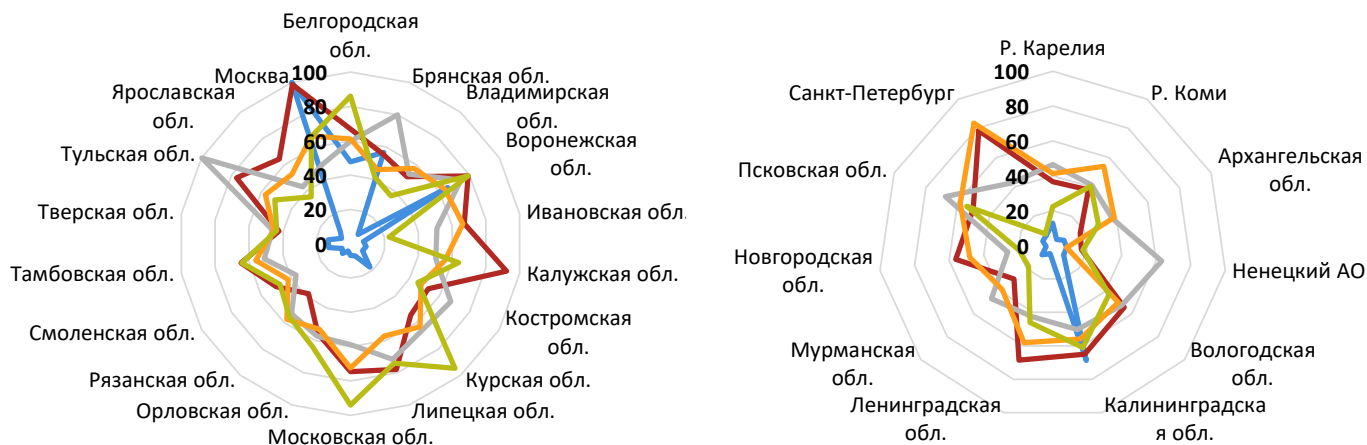 Белгородская
обл.
Брянская обл.
Владимирская
обл.
Воронежская
обл.
Ивановская обл.
Калужская обл.
Костромская
обл.
Курская обл.
Липецкая обл.
Московская обл.
Орловская обл.
Рязанская обл.
Смоленская обл.
Тамбовская обл.
Тверская обл.
Тульская обл.
Ярославская
обл.
Москва
100
80
60
40
20
0
Р. Карелия
Р. Коми
Архангельская
обл.
Ненецкий АО
Вологодская
обл.
Калининградска
я обл.
Ленинградская
обл.
Мурманская
обл.
Новгородская
обл.
Псковская обл.
Санкт-Петербург
100
80
60
40
20
0